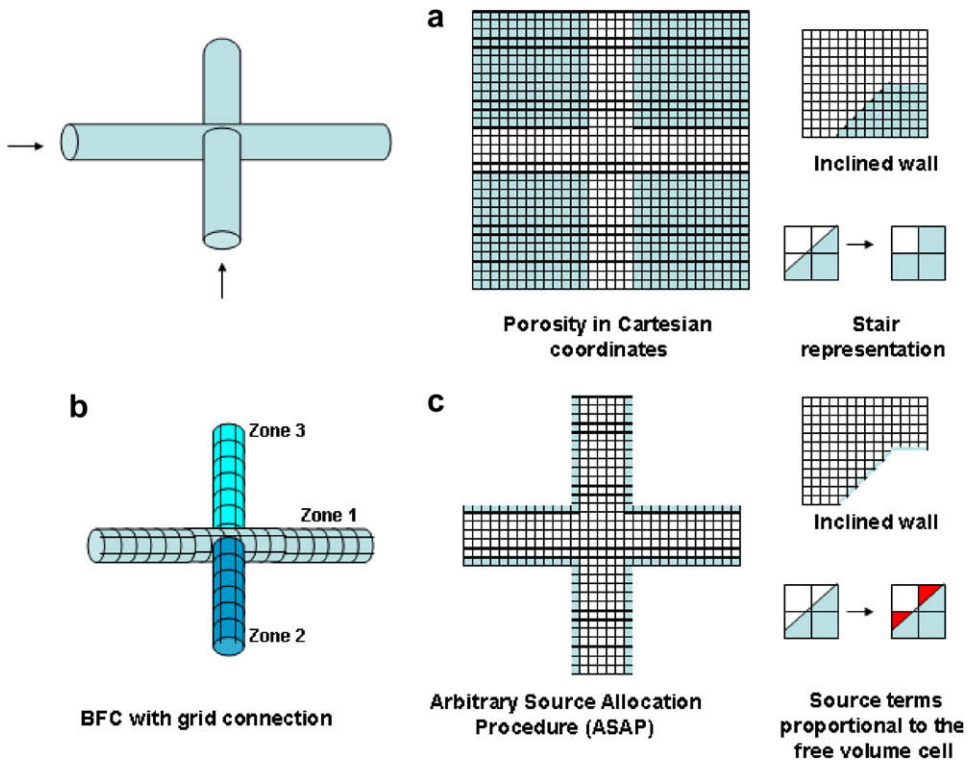 a
Inclined wall
Porosity in Cartesian
coordinates
Stair
representation
b
Zone 3
Zone 1
Zone 2
BFC with grid connection
c
Arbitrary Source Allocation
Procedure (ASAP)
Inclined wall
Source terms
proportional to the
free volume cell